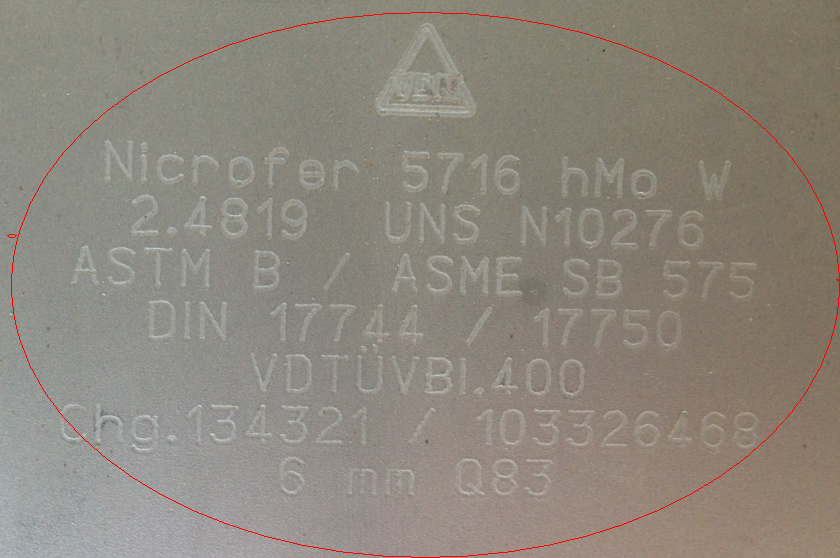 Nicrofer 5716 hMo W
2.4819 UNS N10276
ASTM B / ASME SB 575
DIN 17744 / 17750
VDTÜVBl.400
Chg.134321 / 103326468
6 mm Q83